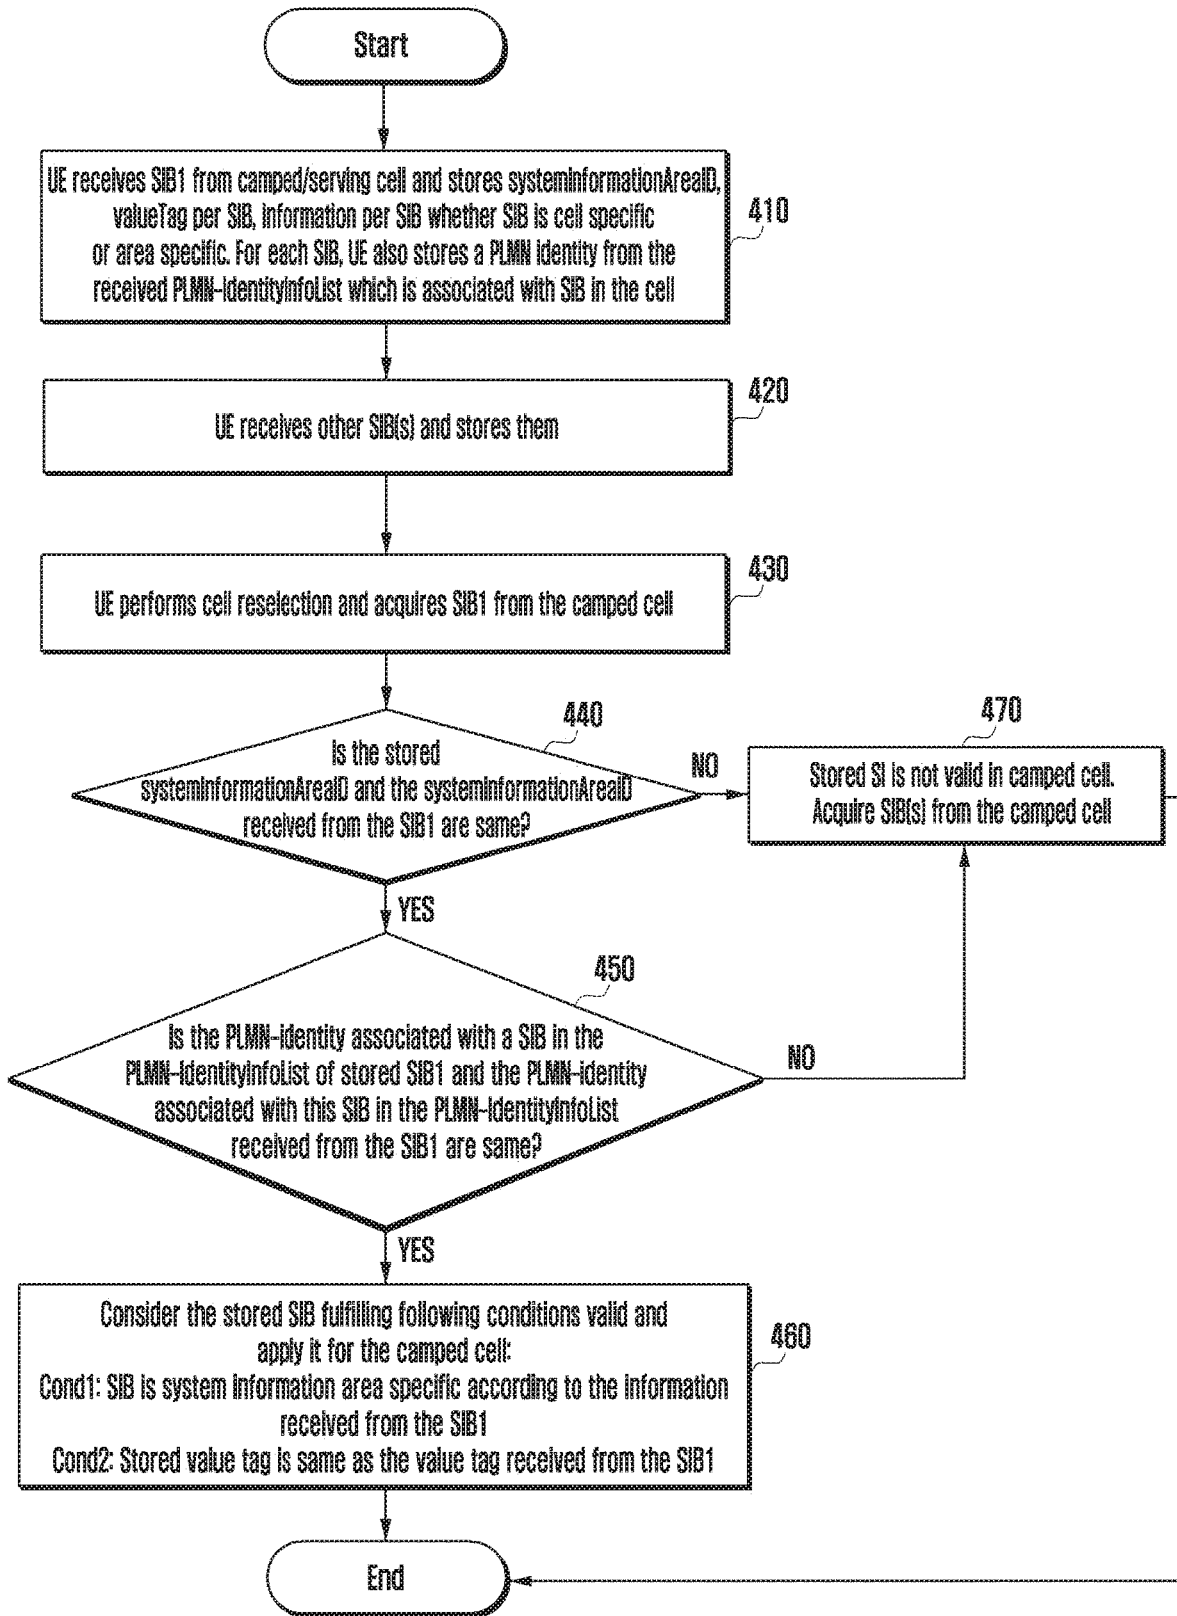 Start
UE receives SIB1 from camped/serving cell and stores systemInformationAreaID,
valueTag per SIB, information per SIB whether SIB is cell specific
or area specific. For each SIB, UE also stores a PLMN identity from the
received PLMN-IdentityInfoList which is associated with SIB in the cell
410
UE receives other SIB(s) and stores them
420
UE performs cell reselection and acquires SIB1 from the camped cell
430
Is the stored
systemInformationAreaID and the systemInformationAreaID
received from the SIB1 are same?
440
NO
470
Stored SI is not valid in camped cell.
Acquire SIB(s) from the camped cell
YES
450
Is the PLMN-identity associated with a SIB in the
PLMN-IdentityInfoList of stored SIB1 and the PLMN-identity
associated with this SIB in the PLMN-IdentityInfoList
received from the SIB1 are same?
NO
YES
Consider the stored SIB fulfilling following conditions valid and
apply it for the camped cell:
Cond1: SIB is system information area specific according to the information
received from the SIB1
Cond2: Stored value tag is same as the value tag received from the SIB1
460
End